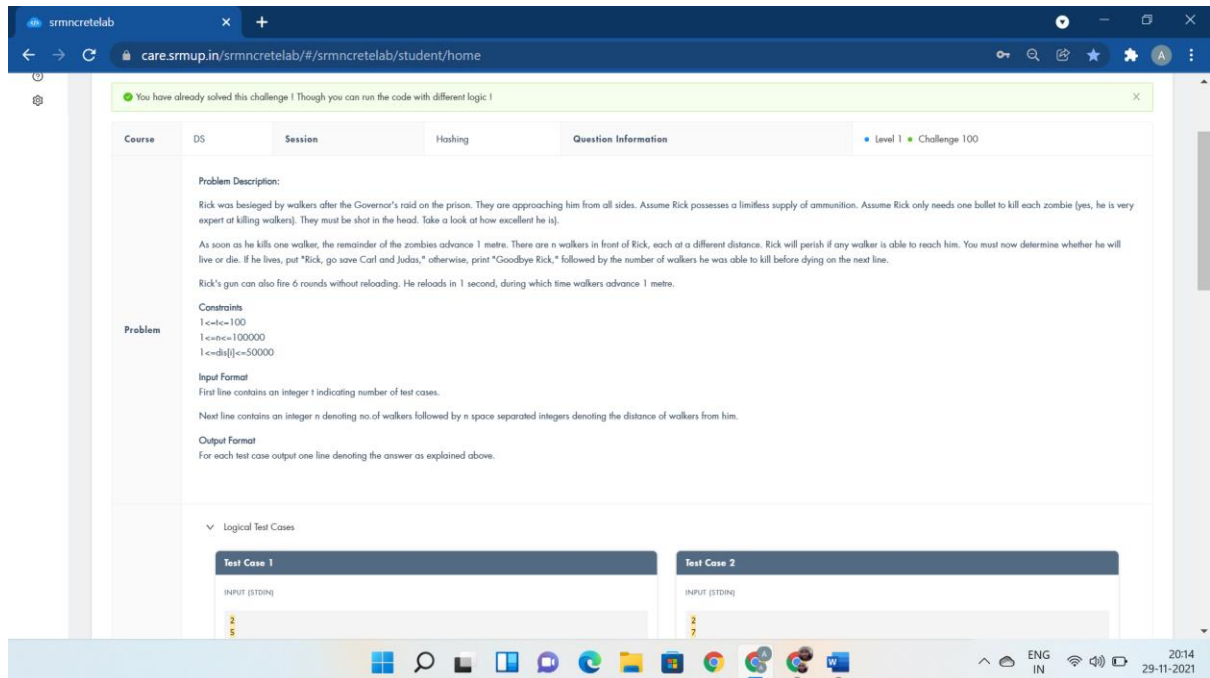 srmncretelab
care.srmup.in/srmncretelab/#/srmncretelab/student/home
A
You have already solved this challenge ! Though you can run the code with different logic !
Course DS Session Hashing Question Information Level 1 Challenge 100
Problem
Problem Description:
Rick was besieged by walkers after the Governor's raid on the prison. They are approaching him from all sides. Assume Rick possesses a limitless supply of ammunition. Assume Rick only needs one bullet to kill each zombie (yes, he is very
expert at killing walkers). They must be shot in the head. Take a look at how excellent he is).
As soon as he kills one walker, the remainder of the zombies advance 1 metre. There are n walkers in front of Rick, each at a different distance. Rick will perish if any walker is able to reach him. You must now determine whether he will
live or die. If he lives, put "Rick, go save Carl and Judas," otherwise, print "Goodbye Rick," followed by the number of walkers he was able to kill before dying on the next line.
Rick's gun can also fire 6 rounds without reloading. He reloads in 1 second, during which time walkers advance 1 metre.
Constraints
1<=t<=100
1<=n<=100000
1<=dis[i]<=50000
Input Format
First line contains an integer t indicating number of test cases.
Next line contains an integer n denoting no.of walkers followed by n space separated integers denoting the distance of walkers from him.
Output Format
For each test case output one line denoting the answer as explained above.
Logical Test Cases
Test Case 1
INPUT (STDIN)
2
5
Test Case 2
INPUT (STDIN)
2
7
ENG
IN
20:14
29-11-2021